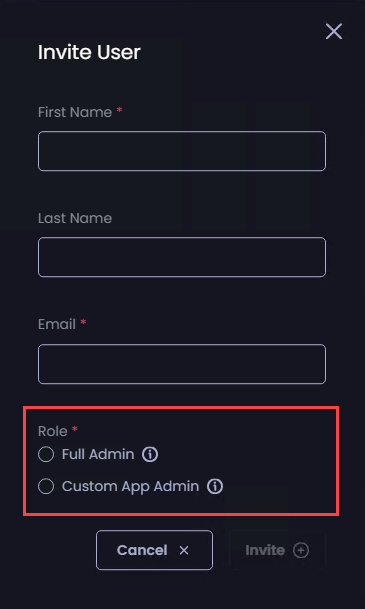 Invite User
First Name *
Last Name
Email *
Role *
Full Admin
Custom App Admin
Cancel
Invite